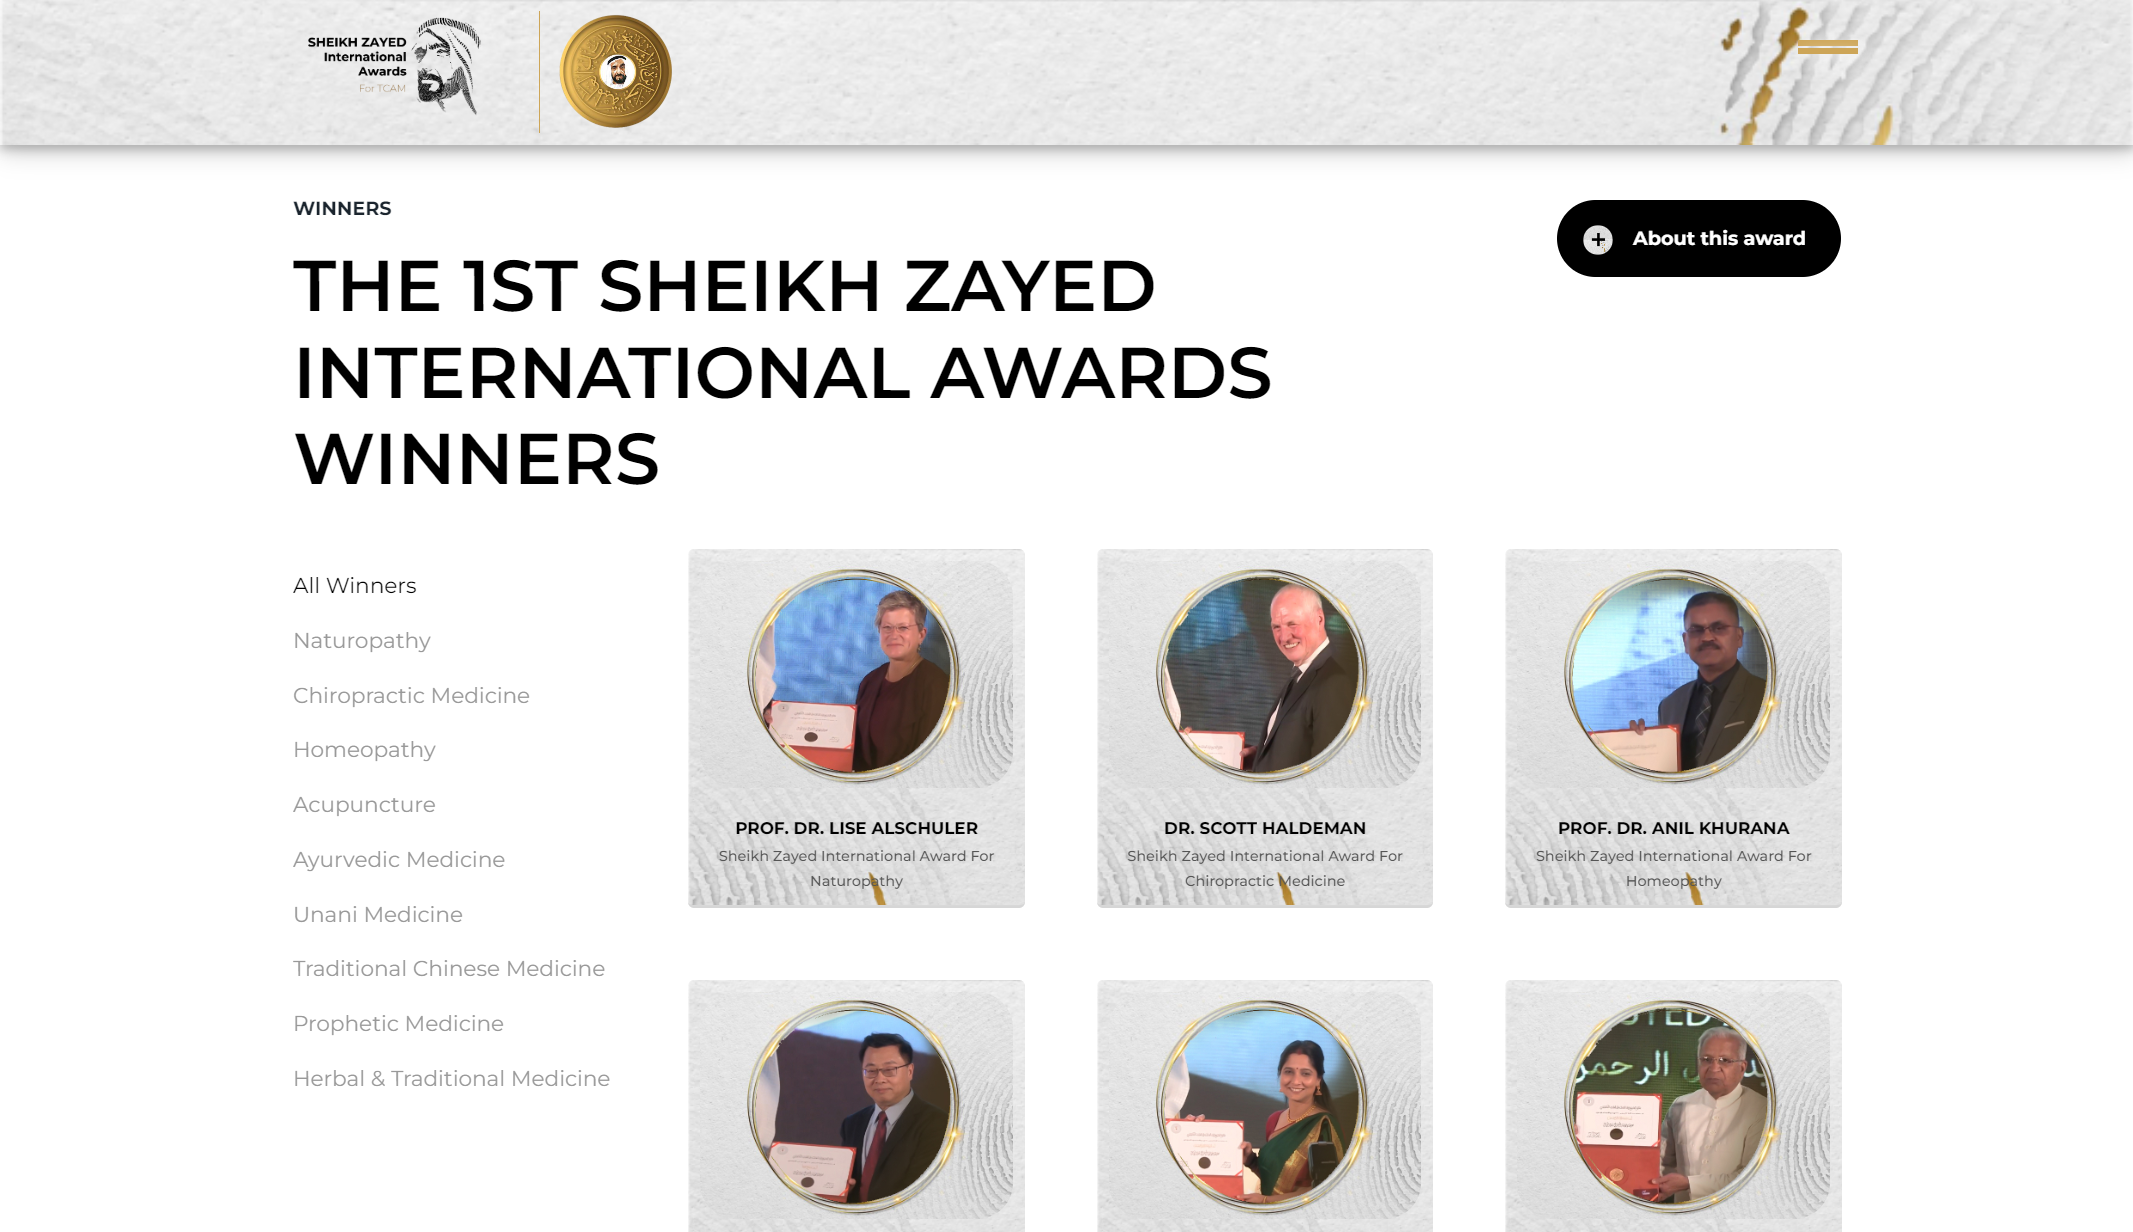 SHEIKH ZAYED
International
Awards
For TCAM
WINNERS
About this award
THE 1ST SHEIKH ZAYED
INTERNATIONAL AWARDS
WINNERS
All Winners
Naturopathy
Chiropractic Medicine
Homeopathy
Acupuncture
Ayurvedic Medicine
Unani Medicine
Traditional Chinese Medicine
Prophetic Medicine
Herbal & Traditional Medicine
PROF. DR. LISE ALSCHULER
Sheikh Zayed International Award For
Naturopathy
DR. SCOTT HALDEMAN
Sheikh Zayed International Award For
Chiropractic Medicine
PROF. DR. ANIL KHURANA
Sheikh Zayed International Award For
Homeopathy